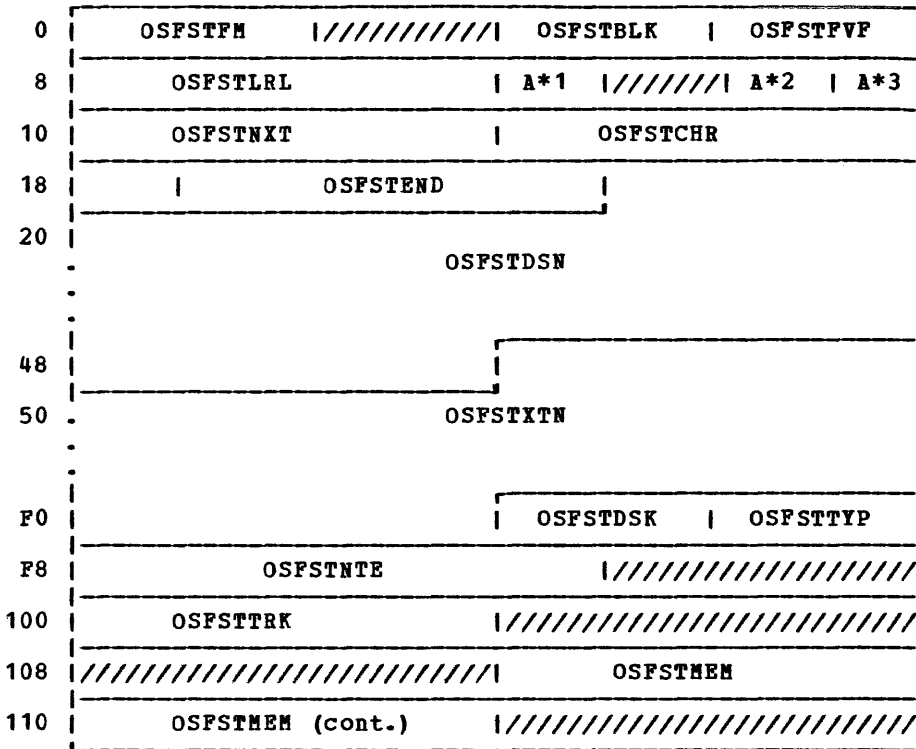 0 | OSFSTFM |///////////| OSFSTBLK | OSFSTFVF
8 | OSFSTLRL | A*1 |///////| A*2 | A*3
10 | OSFSTNXT | OSFSTCHR
18 | | OSFSTEND |
20 |
OSFSTDSN
48 |
50 . OSFSTXTN
F0 | | OSFSTDSK | OSFSTTYP
F8 | OSFSTNTE |///////////////////
100 | OSFSTTRK |/////////////////////////
108 |/////////////////////////| OSFSTMEM
110 | OSFSTMEM (cont.) |/////////////////////////